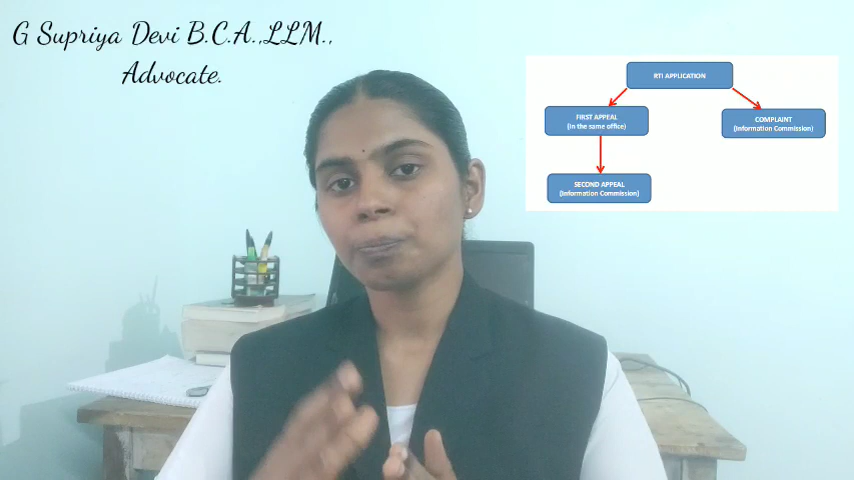 G Supriya Devi B.C.A.,LLM.,
Advocate.
RTI APPLICATION
FIRST APPEAL
(In the same office)
COMPLAINT
(Information Commission)
SECOND APPEAL
(Information Commission)